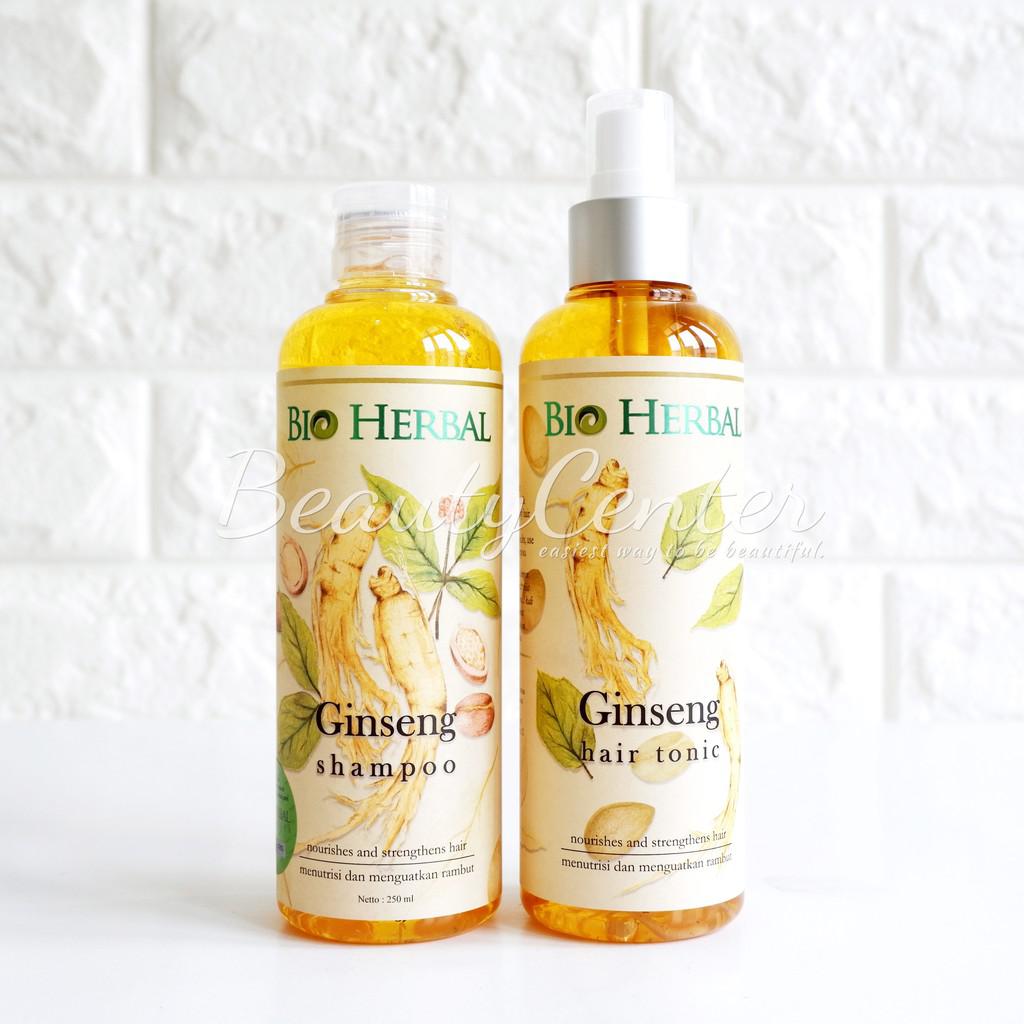 BIO HERBAL
Ginseng
shampoo
nourishes and strengthens hair
menutrisi dan menguatkan rambut
Netto : 250 ml
BIO HERBAL
Ginseng
hair tonic
nourishes and strengthens hair
menutrisi dan menguatkan rambut
BeautyCenter
easiest way to be beautiful.